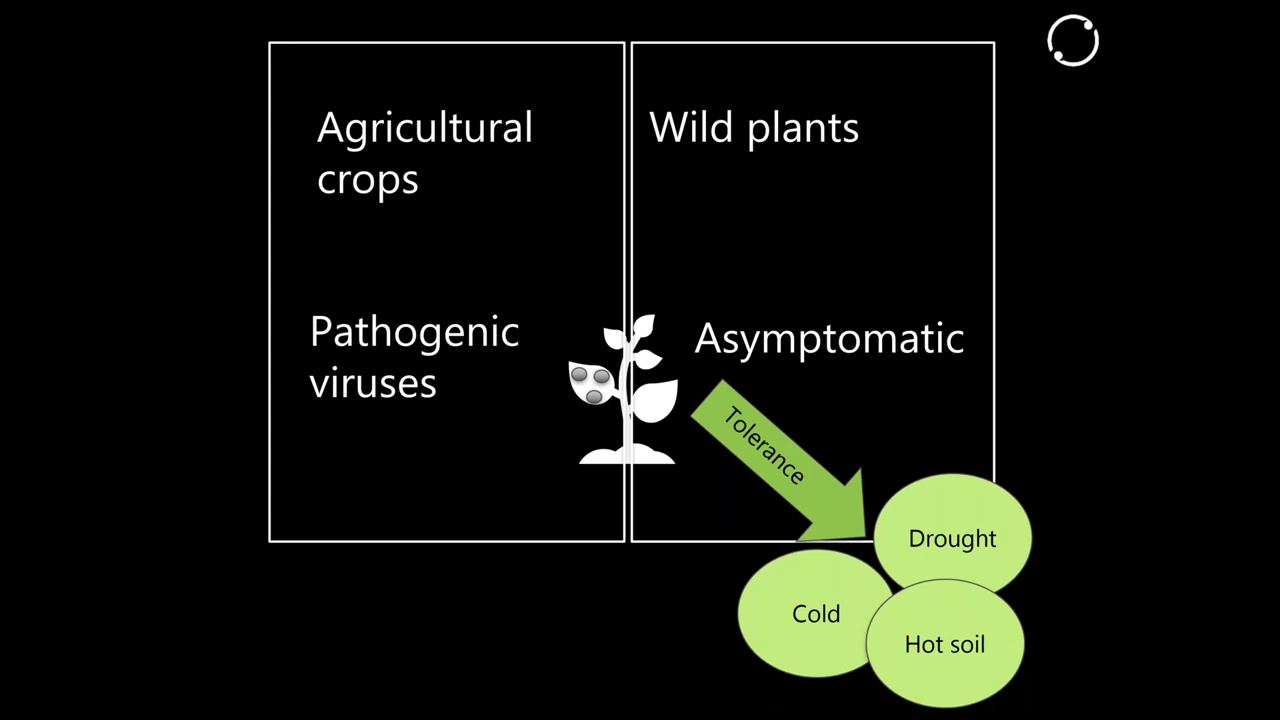 Agricultural
crops
Wild plants
Pathogenic
viruses
Asymptomatic
Tolerance
Drought
Cold
Hot soil